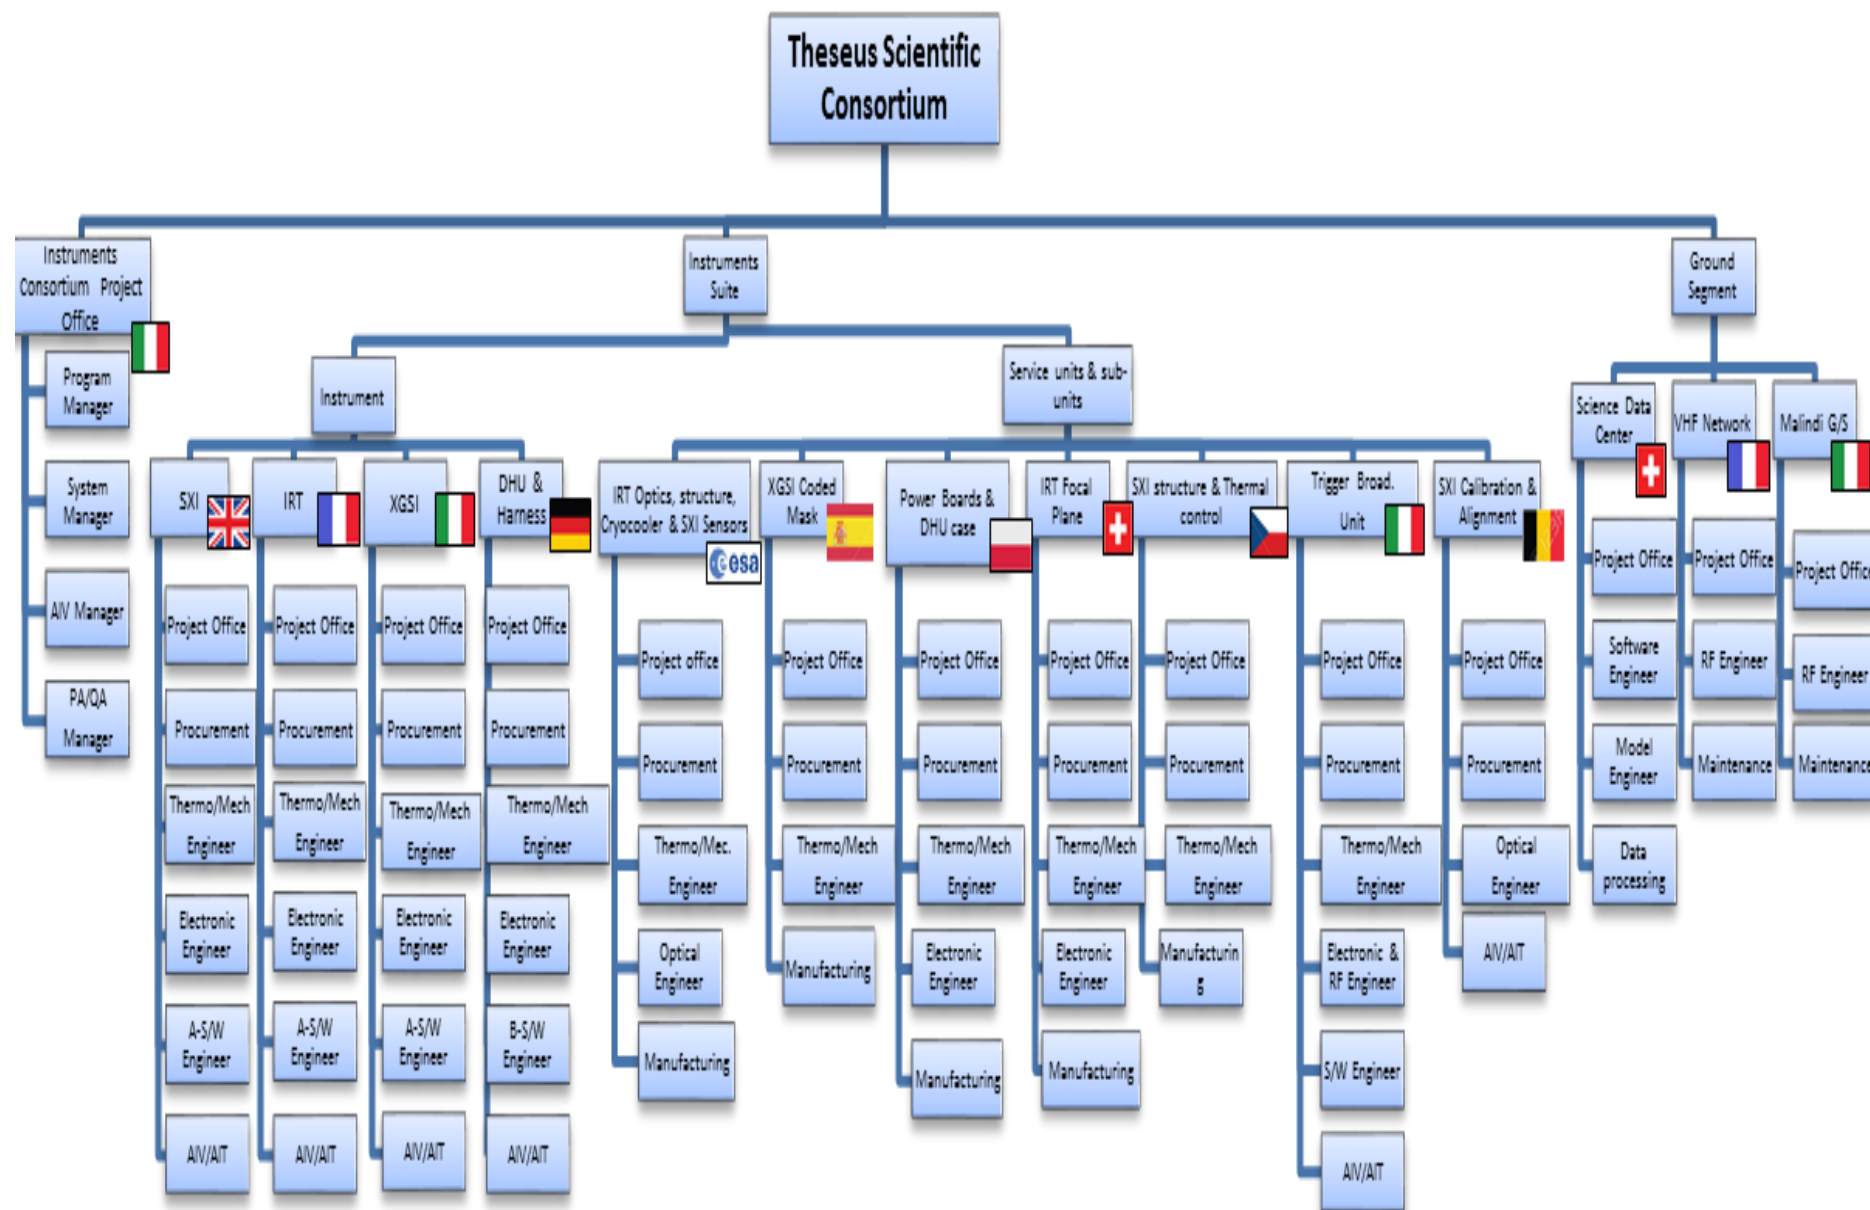 Theseus Scientific
Consortium
Instruments
Consortium Project
Office
Program
Manager
System
Manager
AIV Manager
PA/QA
Manager
Instruments
Suite
Instrument
SXI
Project Office
Procurement
Thermo/Mech
Engineer
Electronic
Engineer
A-S/W
Engineer
AIV/AIT
IRT
Project Office
Procurement
Thermo/Mech
Engineer
Electronic
Engineer
A-S/W
Engineer
AIV/AIT
XGSI
Project Office
Procurement
Thermo/Mech
Engineer
Electronic
Engineer
A-S/W
Engineer
AIV/AIT
DHU &
Harness
Project Office
Procurement
Thermo/Mech
Engineer
Electronic
Engineer
B-S/W
Engineer
AIV/AIT
Service units & sub-
units
IRT Optics, structure,
Cryocooler & SXI Sensors
esa
Project office
Procurement
Thermo/Mec.
Engineer
Optical
Engineer
Manufacturing
XGSI Coded
Mask
Project Office
Procurement
Thermo/Mech
Engineer
Manufacturing
Power Boards &
DHU case
Project Office
Procurement
Thermo/Mech
Engineer
Electronic
Engineer
Manufacturing
IRT Focal
Plane
Project Office
Procurement
Thermo/Mech
Engineer
Electronic
Engineer
Manufacturing
SXI structure & Thermal
control
Project Office
Procurement
Thermo/Mech
Engineer
Manufacturin
g
Trigger Broad.
Unit
Project Office
Procurement
Thermo/Mech
Engineer
Electronic &
RF Engineer
S/W Engineer
AIV/AIT
SXI Calibration &
Alignment
Project Office
Procurement
Optical
Engineer
AIV/AIT
Ground
Segment
Science Data
Center
Project Office
Software
Engineer
Model
Engineer
Data
processing
VHF Network
Project Office
RF Engineer
Maintenance
Malindi G/S
Project Office
RF Engineer
Maintenance